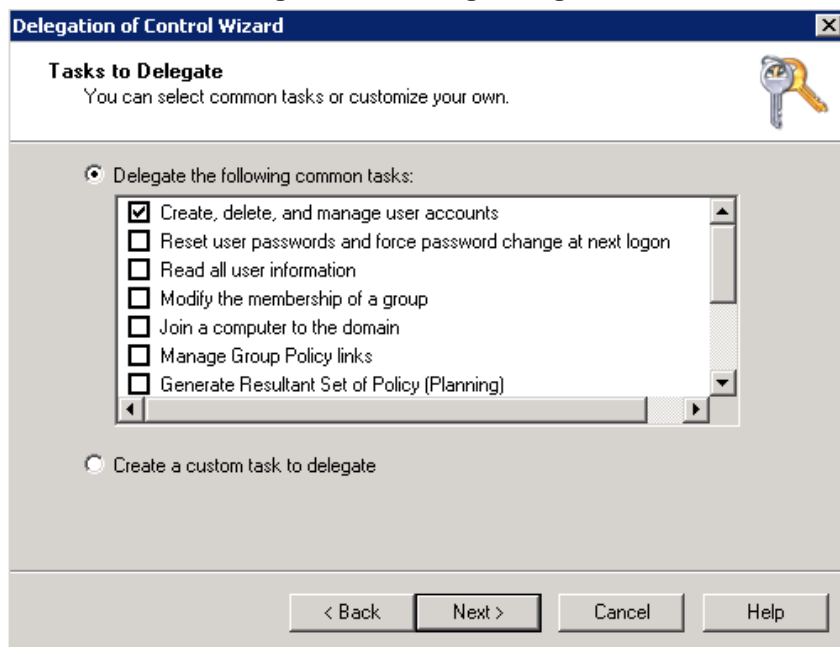 Delegation of Control Wizard
Tasks to Delegate
You can select common tasks or customize your own.
Delegate the following common tasks:
Create, delete, and manage user accounts
Reset user passwords and force password change at next logon
Read all user information
Modify the membership of a group
Join a computer to the domain
Manage Group Policy links
Generate Resultant Set of Policy (Planning)
Create a custom task to delegate
< Back Next > Cancel Help